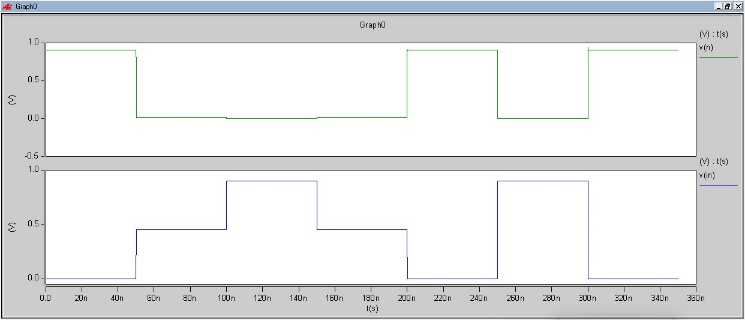 Graph0
Graph0
(V) : t(s)
v(n)
1.0
0.5
0.0
-0.5
(V)
(V) : t(s)
v(in)
1.0
0.5
0.0
(V)
0.0 20n 40n 60n 80n 100n 120n 140n 160n 180n 200n 220n 240n 260n 280n 300n 320n 340n 360n
t(s)